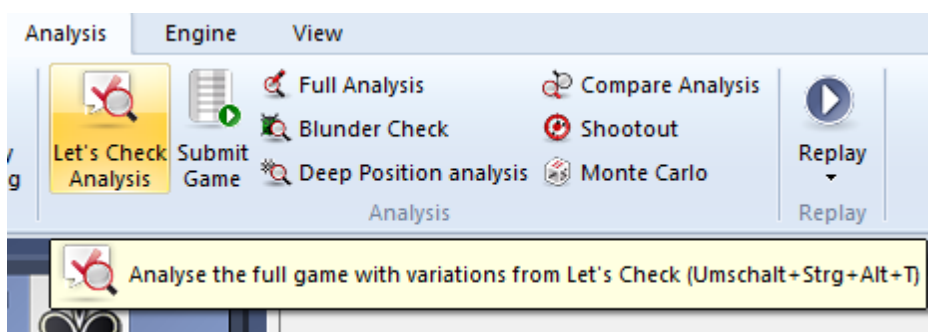 Analysis Engine View
Let's Check
Analysis
Submit
Game
Full Analysis
Blunder Check
Deep Position analysis
Compare Analysis
Shootout
Monte Carlo
Analysis
Replay
Replay
Analyse the full game with variations from Let's Check (Umschalt+Strg+Alt+T)